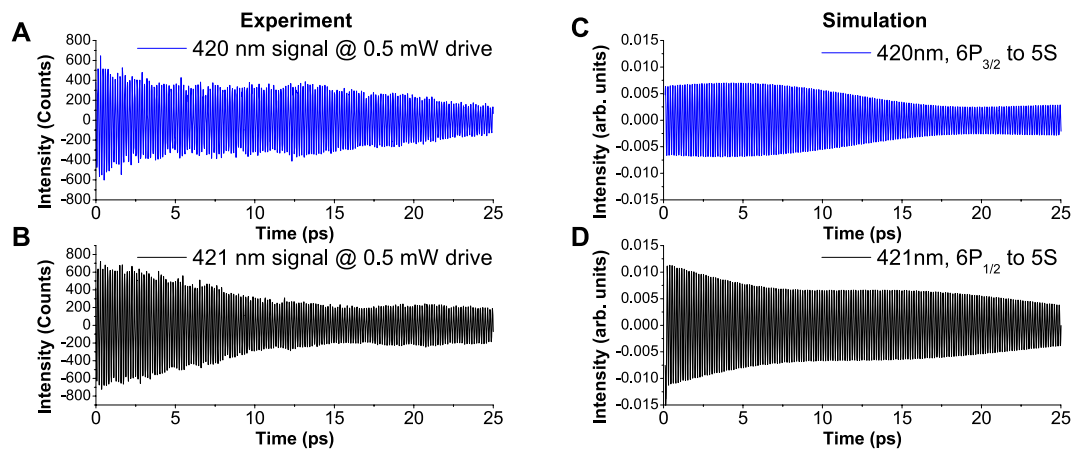 Experiment
Simulation
A
420 nm signal @ 0.5 mW drive
Intensity (Counts)
800
600
400
200
0
-200
-400
-600
-800
0 5 10 15 20 25
Time (ps)
B
421 nm signal @ 0.5 mW drive
Intensity (Counts)
800
600
400
200
0
-200
-400
-600
-800
0 5 10 15 20 25
Time (ps)
C
420nm, 6P3/2 to 5S
Intensity (arb. units)
0.015
0.010
0.005
0.000
-0.005
-0.010
-0.015
0 5 10 15 20 25
Time (ps)
D
421nm, 6P1/2 to 5S
Intensity (arb. units)
0.015
0.010
0.005
0.000
-0.005
-0.010
-0.015
0 5 10 15 20 25
Time (ps)